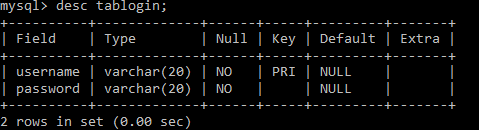 mysql> desc tablogin;
+----------+-------------+------+-----+---------+-------+
| Field    | Type        | Null | Key | Default | Extra |
+----------+-------------+------+-----+---------+-------+
| username | varchar(20) | NO   | PRI | NULL    |       |
| password | varchar(20) | NO   |     | NULL    |       |
+----------+-------------+------+-----+---------+-------+
2 rows in set (0.00 sec)